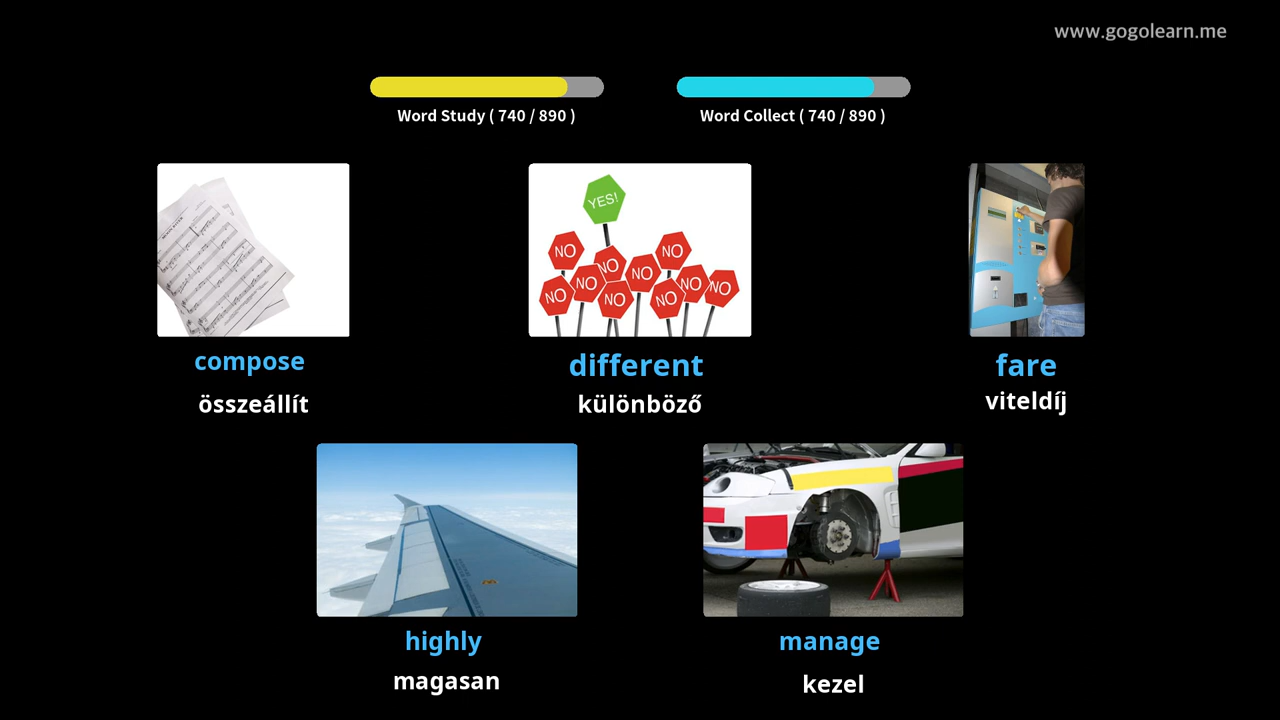 www.gogolearn.me
Word Study ( 740 / 890 )
Word Collect ( 740 / 890 )
YES!
NO
NO
NO
NO
NO
NO
NO
NO
NO
NO
compose
different
fare
összeállít
különböző
viteldíj
highly
manage
magasan
kezel